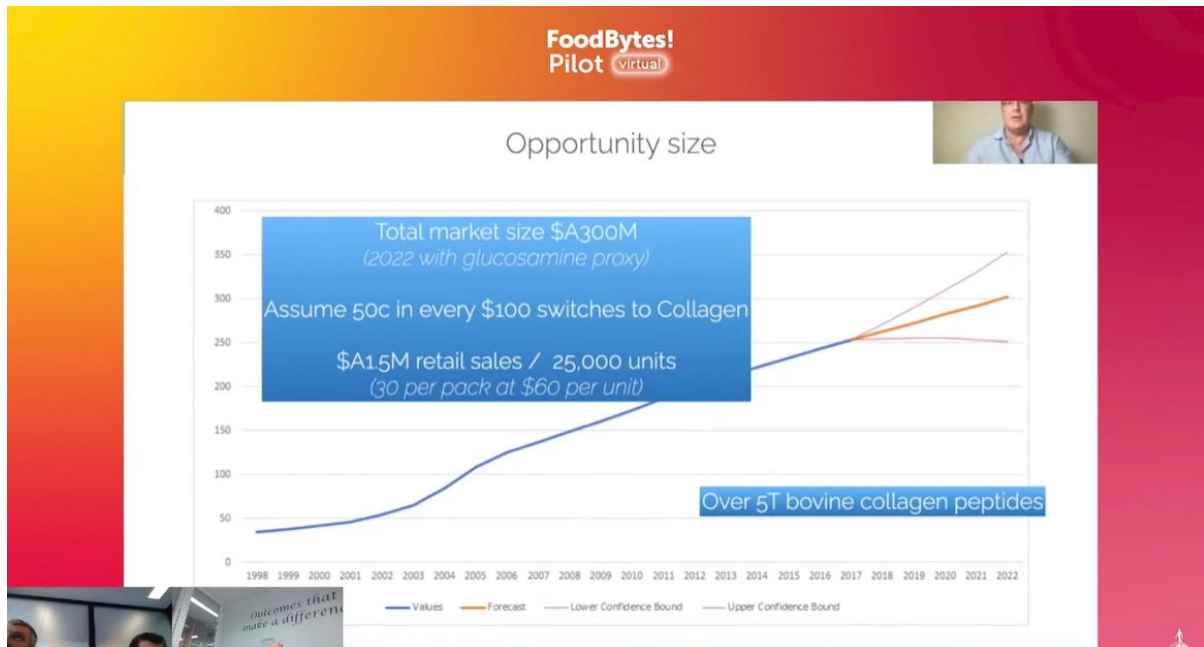 FoodBytes!
Pilot virtual
Opportunity size
400
350
300
250
200
150
100
50
0
Total market size $A300M
(2022 with glucosamine proxy)
Assume 50c in every $100 switches to Collagen
$A1.5M retail sales / 25,000 units
(30 per pack at $60 per unit)
Over 5T bovine collagen peptides
1998 1999 2000 2001 2002 2003 2004 2005 2006 2007 2008 2009 2010 2011 2012 2013 2014 2015 2016 2017 2018 2019 2020 2021 2022
Values Forecast Lower Confidence Bound Upper Confidence Bound
Outcomes that
make a differen